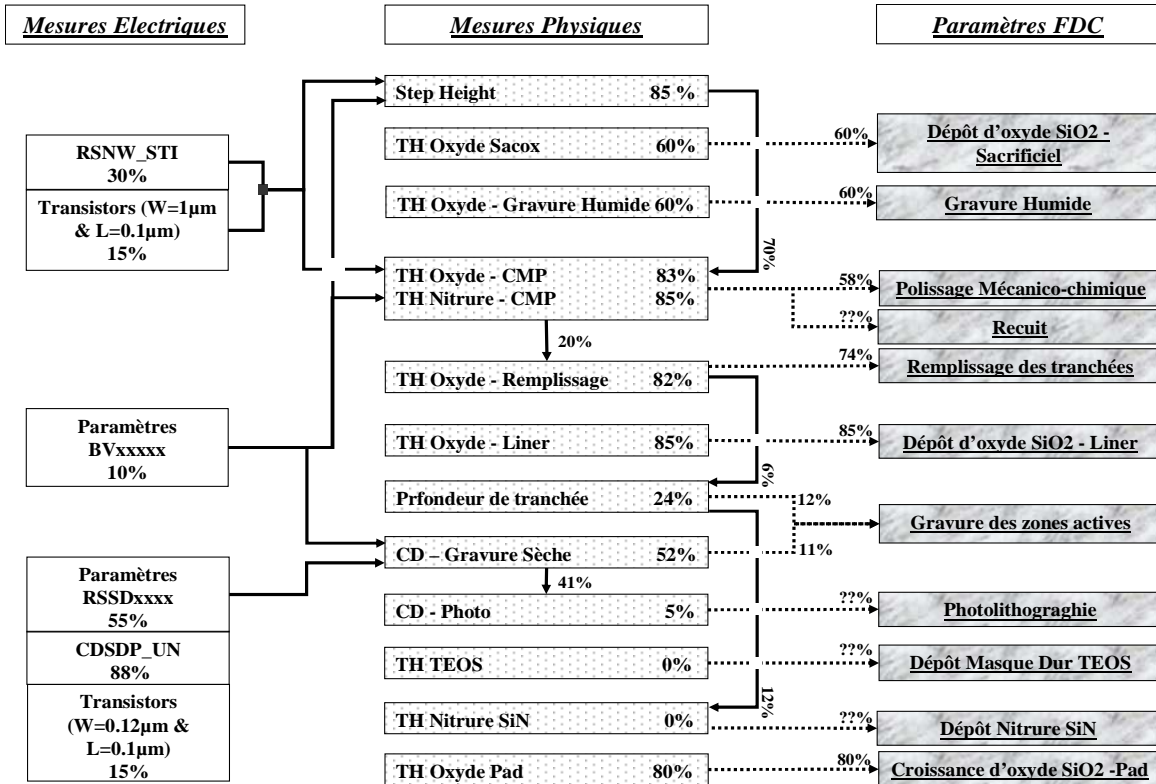 Mesures Electriques
Mesures Physiques
Paramètres FDC
Step Height 85 %
TH Oxyde Sacox 60%
60%
Dépôt d'oxyde SiO2 -
Sacrificiel
RSNW_STI
30%
Transistors (W=1µm
& L=0.1µm)
15%
TH Oxyde - Gravure Humide 60%
60%
Gravure Humide
70%
TH Oxyde - CMP 83%
TH Nitrure - CMP 85%
58%
Polissage Mécanico-chimique
??%
Recuit
20%
TH Oxyde - Remplissage 82%
74%
Remplissage des tranchées
Paramètres
BVxxxxx
10%
TH Oxyde - Liner 85%
85%
Dépôt d'oxyde SiO2 - Liner
6%
Prfondeur de tranchée 24%
12%
Gravure des zones actives
CD – Gravure Sèche 52%
11%
41%
Paramètres
RSSDxxxx
55%
CDSDP_UN
88%
Transistors
(W=0.12µm &
L=0.1µm)
15%
CD - Photo 5%
??%
Photolithograghie
TH TEOS 0%
??%
Dépôt Masque Dur TEOS
12%
TH Nitrure SiN 0%
??%
Dépôt Nitrure SiN
TH Oxyde Pad 80%
80%
Croissance d'oxyde SiO2 -Pad